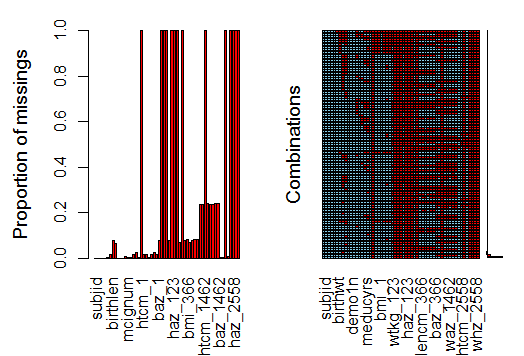 Proportion of missings
0.0
0.2
0.4
0.6
0.8
1.0
subjid
birthlen
mcignum
htcm_1
baz_1
haz_123
bmi_366
htcm_1462
baz_1462
haz_2558
Combinations
subjid
birthwt
demo1n
meducyrs
bmi_1
wtkg_123
haz_123
lencm_366
baz_366
waz_1462
htcm_2558
whz_2558